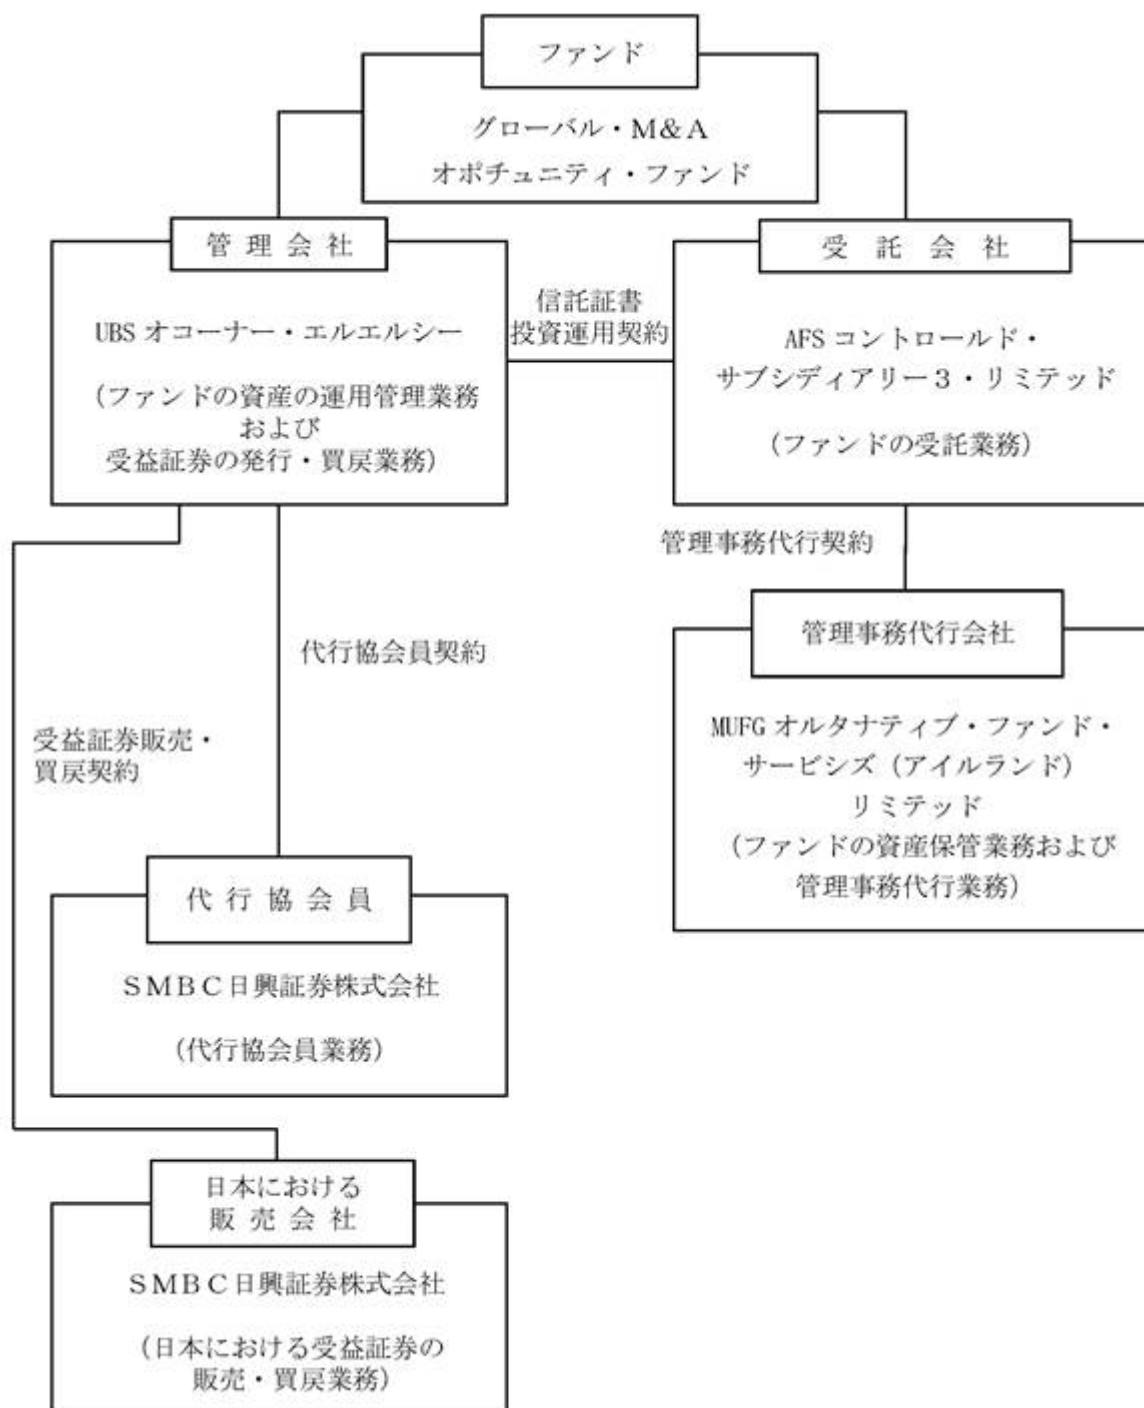 ファンド
グローバル・M&A
オポチュニティ・ファンド
管理会社
UBS オコーナー・エルエルシー
(ファンドの資産の運用管理業務
および
受益証券の発行・買戻業務)
信託証書
投資運用契約
受託会社
AFS コントロールド・
サブシディアリー3・リミテッド
(ファンドの受託業務)
管理事務代行契約
管理事務代行会社
MUFG オルタナティブ・ファンド・
サービシズ(アイルランド)
リミテッド
(ファンドの資産保管業務および
管理事務代行業務)
代行協会員契約
受益証券販売・
買戻契約
代行協会員
SMBC日興証券株式会社
(代行協会員業務)
日本における
販売会社
SMBC日興証券株式会社
(日本における受益証券の
販売・買戻業務)